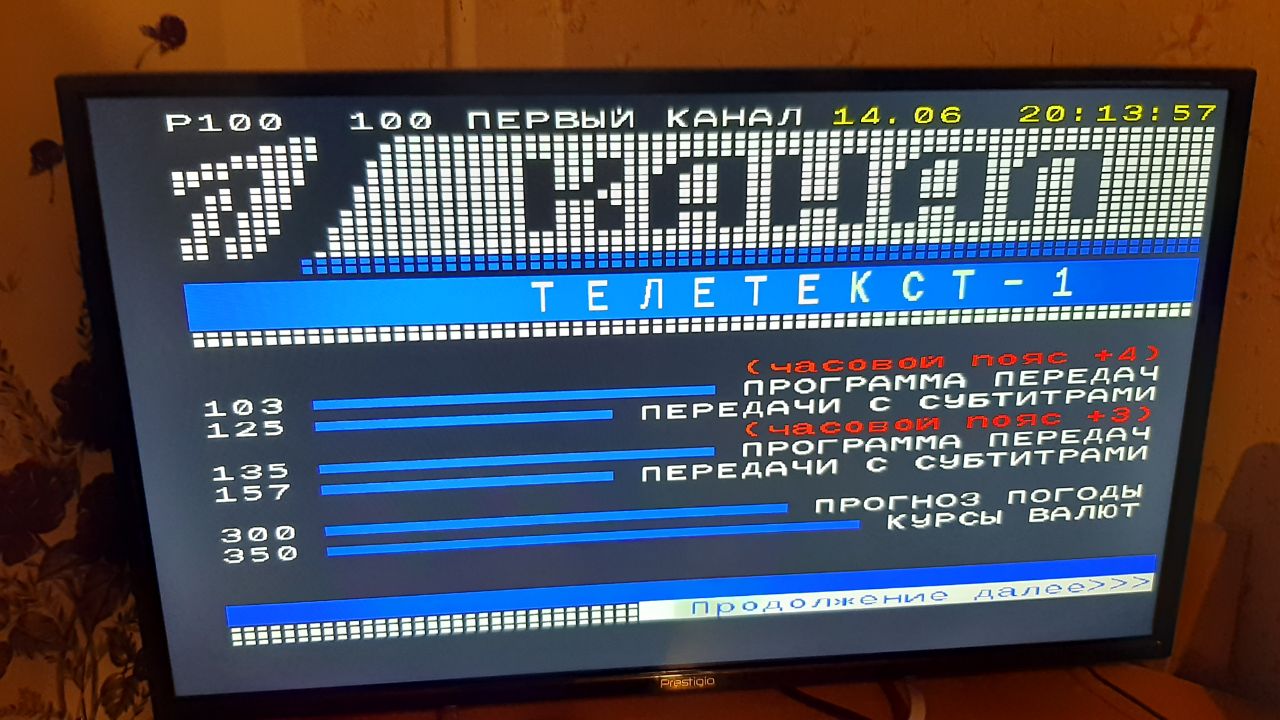 P100 100 ПЕРВЫЙ КАНАЛ 14.06 20:13:57
КАНАЛ
ТЕЛЕТЕКСТ-1
(часовой пояс +4)
103 ПРОГРАММА ПЕРЕДАЧ
125 ПЕРЕДАЧИ С СУБТИТРАМИ
(часовой пояс +3)
135 ПРОГРАММА ПЕРЕДАЧ
157 ПЕРЕДАЧИ С СУБТИТРАМИ
300 ПРОГНОЗ ПОГОДЫ
350 КУРСЫ ВАЛЮТ
Продолжение далее>>>
Prestigio